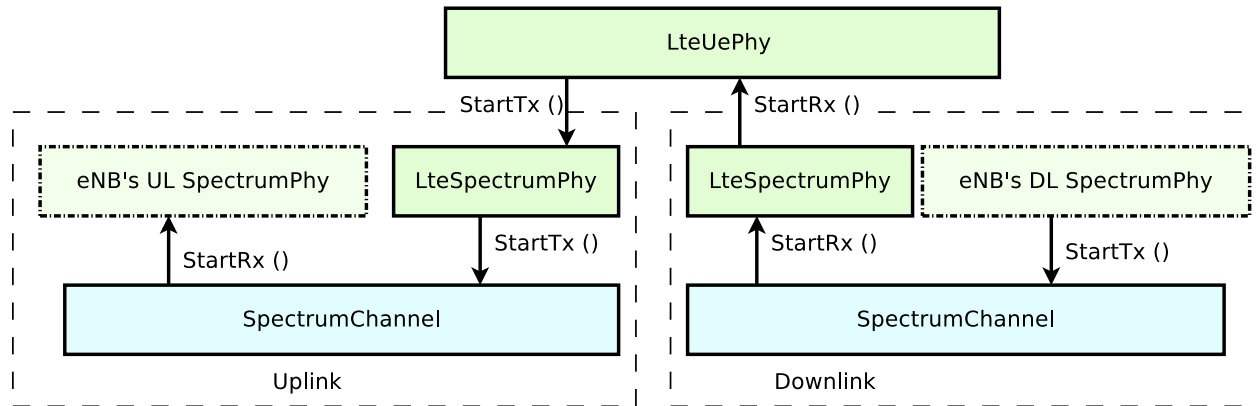 LteUePhy
StartTx ()
StartRx ()
eNB's UL SpectrumPhy
LteSpectrumPhy
LteSpectrumPhy
eNB's DL SpectrumPhy
StartRx ()
StartTx ()
StartRx ()
StartTx ()
SpectrumChannel
SpectrumChannel
Uplink
Downlink